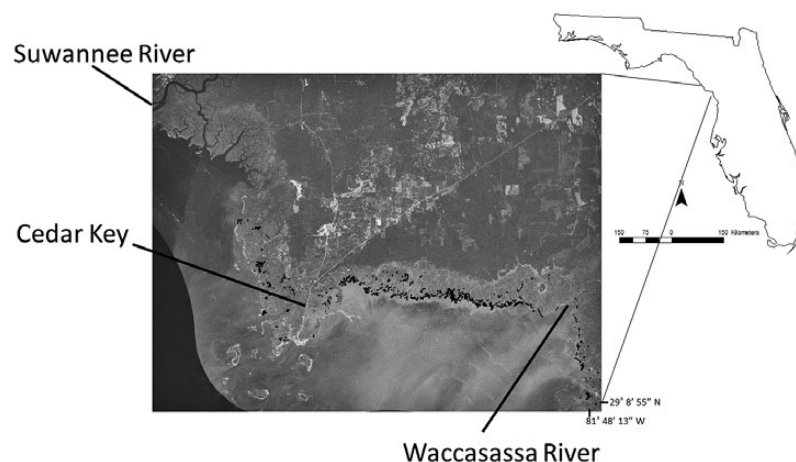 Suwannee River
Cedar Key
150 75 0 150 Kilometers
29° 8' 55" N
81° 48' 13" W
Waccasassa River